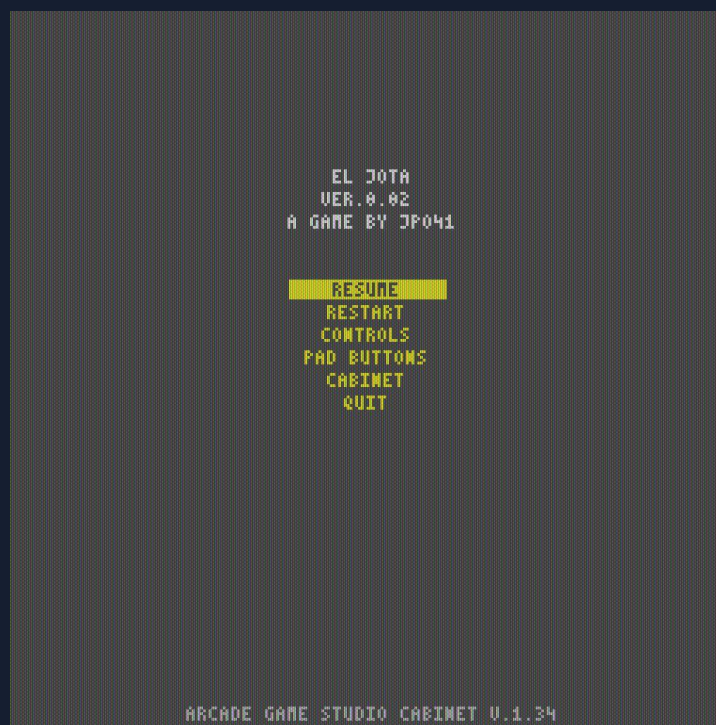 EL JOTA
VER.0.02
A GAME BY JP041
RESUME
RESTART
CONTROLS
PAD BUTTONS
CABINET
QUIT
ARCADE GAME STUDIO CABINET V.1.34